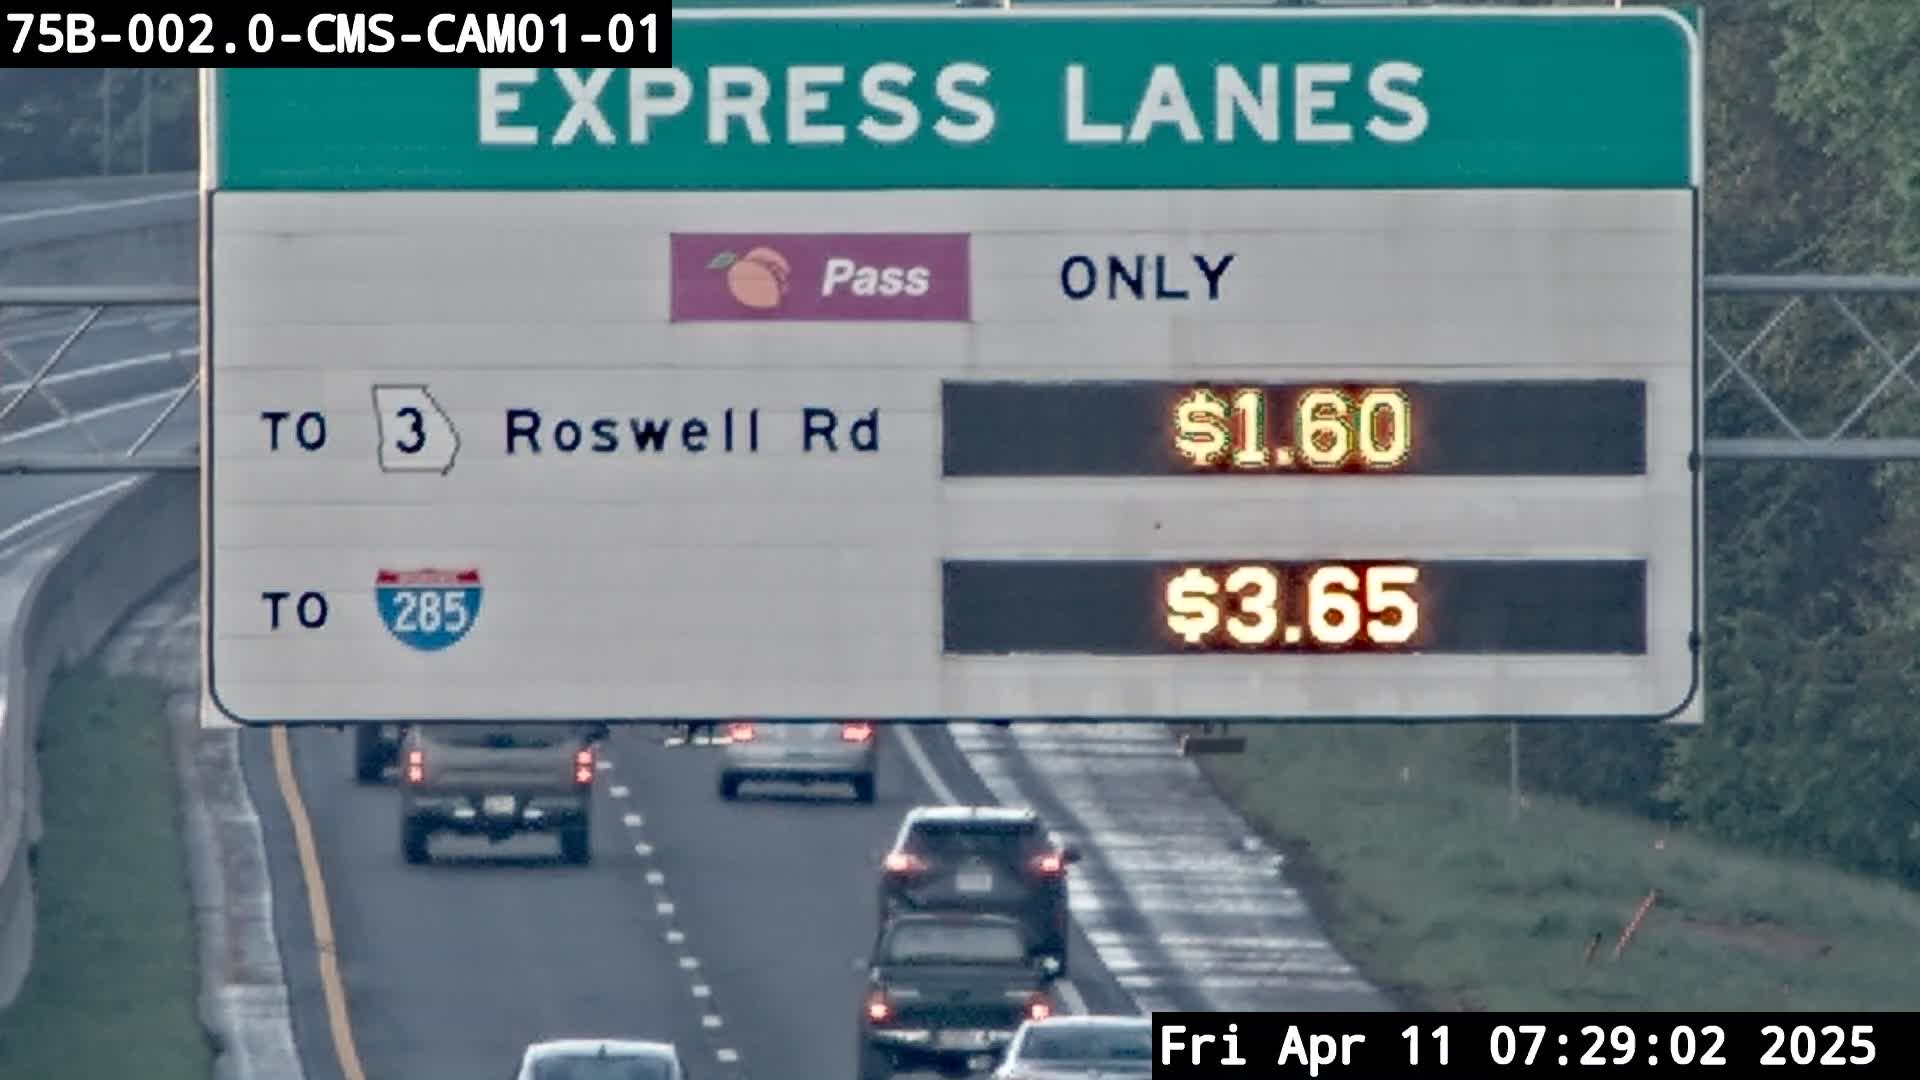 75B-002.0-CMS-CAM01-01
EXPRESS LANES
Pass ONLY
TO 3 Roswell Rd $1.60
TO 285 $3.65
Fri Apr 11 07:29:02 2025